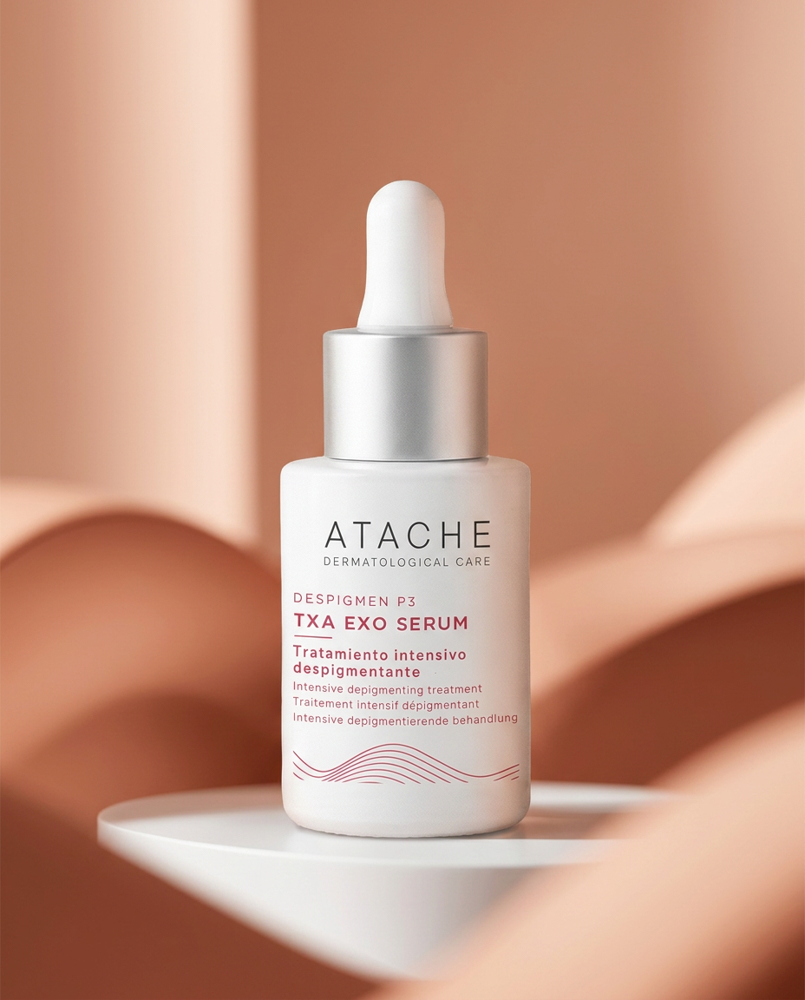 ATACHE
DERMATOLOGICAL CARE
DESPIGMEN P3
TXA EXO SERUM
Tratamiento intensivo
despigmentante
Intensive depigmenting treatment
Traitement intensif dépigmentant
Intensive depigmentierende behandlung